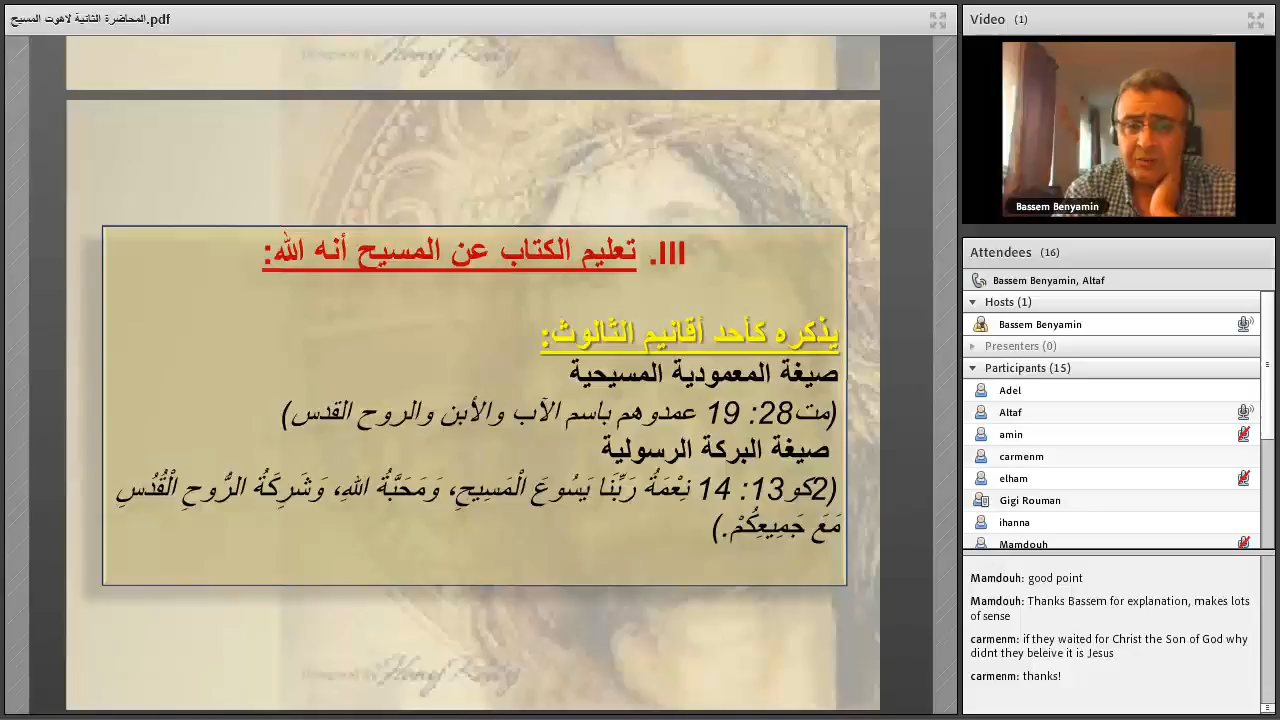 المحاضرة الثانية لاهوت المسيح.pdf
III. تعليم الكتاب عن المسيح أنه الله:
يذكره كأحد أقانيم الثالوث:
صيغة المعمودية المسيحية
(مت28: 19 عمدوهم باسم الآب والأبن والروح القدس)
صيغة البركة الرسولية
(2كو13: 14 نِعْمَةُ رَبِّنَا يَسُوعَ الْمَسِيحِ، وَمَحَبَّةُ اللهِ، وَشَرِكَةُ الرُّوحِ الْقُدُسِ
مَعَ جَمِيعِكُمْ.)
Video (1)
Bassem Benyamin
Attendees (16)
Bassem Benyamin, Altaf
Hosts (1)
Bassem Benyamin
Presenters (0)
Participants (15)
Adel
Altaf
amin
carmenm
elham
Gigi Rouman
ihanna
Mamdouh
Mamdouh: good point
Mamdouh: Thanks Bassem for explanation, makes lots
of sense
carmenm: if they waited for Christ the Son of God why
didnt they beleive it is Jesus
carmenm: thanks!